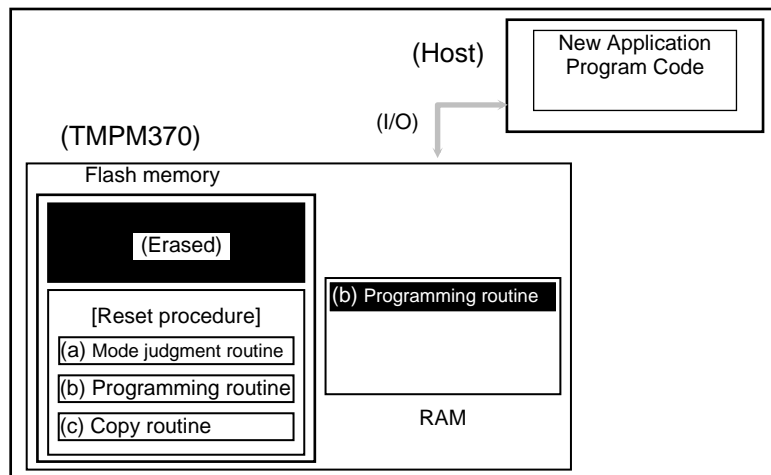 (Host)
New Application
Program Code
(I/O)
(TMPM370)
Flash memory
(Erased)
[Reset procedure]
(a) Mode judgment routine
(b) Programming routine
(c) Copy routine
(b) Programming routine
RAM